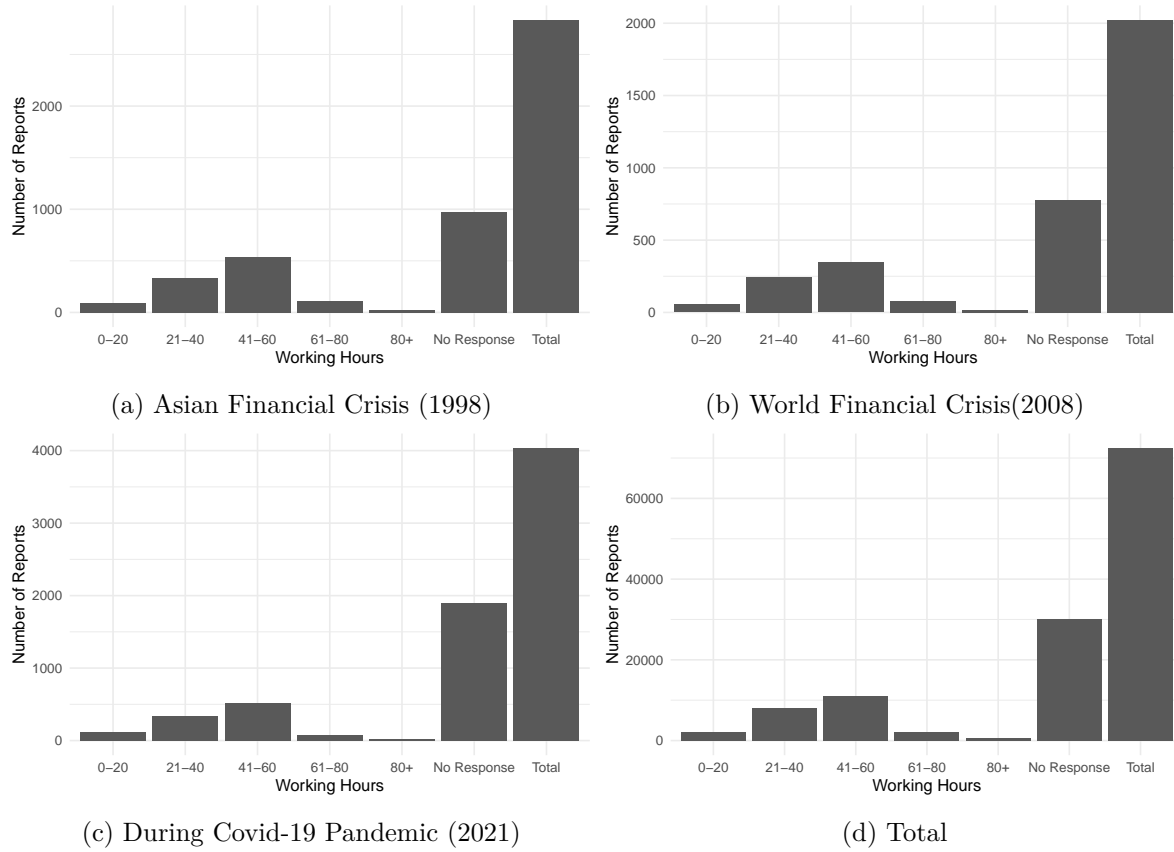 Number of Reports
2000
1000
0
0−20 21−40 41−60 61−80 80+ No Response Total
Working Hours
(a) Asian Financial Crisis (1998)
Number of Reports
2000
1500
1000
500
0
0−20 21−40 41−60 61−80 80+ No Response Total
Working Hours
(b) World Financial Crisis(2008)
Number of Reports
4000
3000
2000
1000
0
0−20 21−40 41−60 61−80 80+ No Response Total
Working Hours
(c) During Covid-19 Pandemic (2021)
Number of Reports
60000
40000
20000
0
0−20 21−40 41−60 61−80 80+ No Response Total
Working Hours
(d) Total